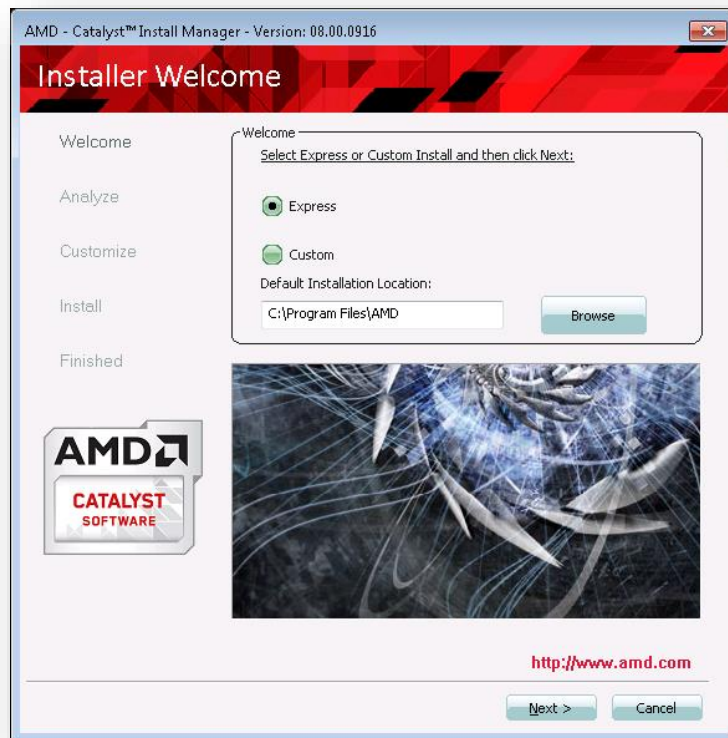 AMD - Catalyst™ Install Manager - Version: 08.00.0916
Installer Welcome
Welcome
Analyze
Customize
Install
Finished
Welcome
Select Express or Custom Install and then click Next:
Express
Custom
Default Installation Location:
C:\Program Files\AMD
Browse
AMD
CATALYST
SOFTWARE
http://www.amd.com
Next >
Cancel